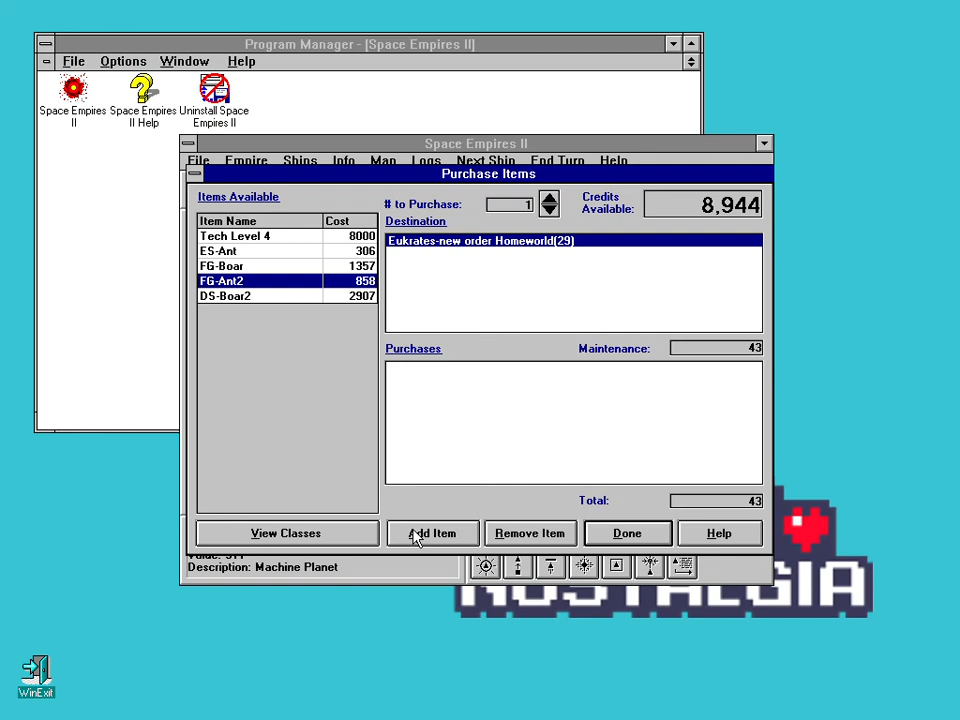 Program Manager - [Space Empires II]
File Options Window Help
Space Empires II
Space Empires II Help
Uninstall Space Empires II
Space Empires II
File Empire Ships Info Map Logs Next Ship End Turn Help
Purchase Items
Items Available
# to Purchase: 1
Credits Available: 8,944
Item Name Cost
Tech Level 4 8000
ES-Ant 306
FG-Boar 1357
FG-Ant2 858
DS-Boar2 2907
Destination
Eukrates-new order Homeworld(29)
Purchases
Maintenance: 43
Total: 43
View Classes Add Item Remove Item Done Help
Description: Machine Planet
NOSTALGIA
WinExit